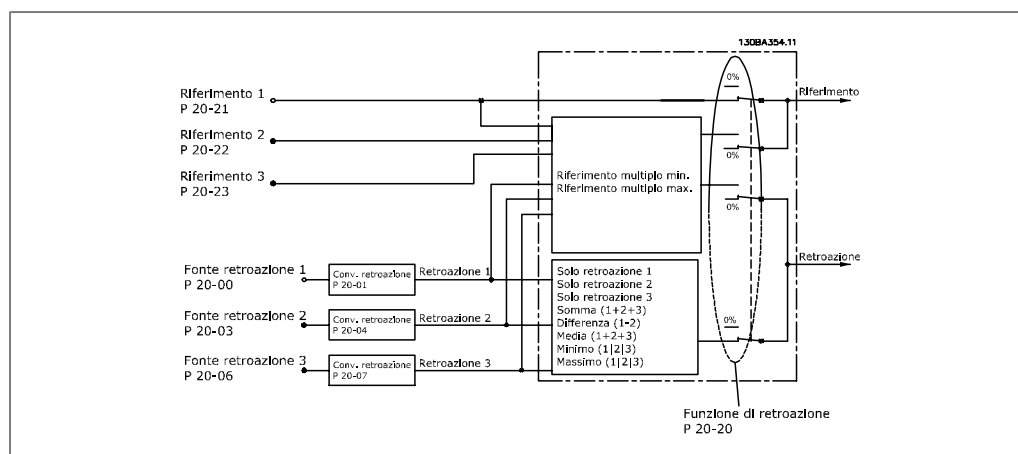 130BA354.11
0%
Riferimento 1
P 20-21
Riferimento
Riferimento 2
P 20-22
0%
Riferimento 3
P 20-23
Riferimento multiplo min.
Riferimento multiplo max.
0%
Retroazione
Fonte retroazione 1
P 20-00
Conv. retroazione
P 20-01
Retroazione 1
Fonte retroazione 2
P 20-03
Conv. retroazione
P 20-04
Retroazione 2
Fonte retroazione 3
P 20-06
Conv. retroazione
P 20-07
Retroazione 3
Solo retroazione 1
Solo retroazione 2
Solo retroazione 3
Somma (1+2+3)
Differenza (1-2)
Media (1+2+3)
Minimo (1|2|3)
Massimo (1|2|3)
0%
Funzione di retroazione
P 20-20